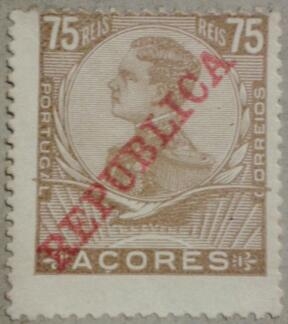 75 REIS REIS 75
PORTUGAL
CORREIOS
REPUBLICA
AÇORES